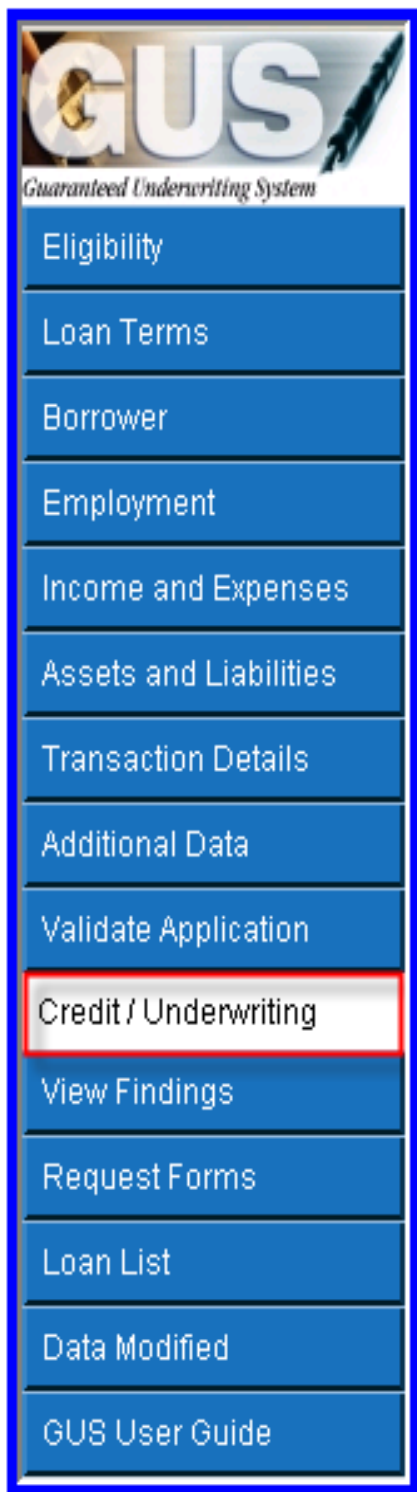 GUS
Guaranteed Underwriting System
Eligibility
Loan Terms
Borrower
Employment
Income and Expenses
Assets and Liabilities
Transaction Details
Additional Data
Validate Application
Credit / Underwriting
View Findings
Request Forms
Loan List
Data Modified
GUS User Guide